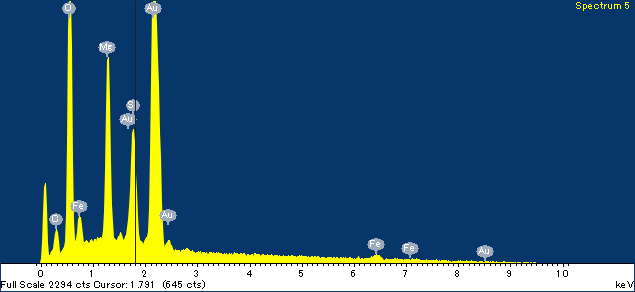 Spectrum 5
O Au
Mg
Si
Au
Fe
Au
Fe Fe Au
0 1 2 3 4 5 6 7 8 9 10
Full Scale 2294 cts Cursor: 1.791 (645 cts) keV